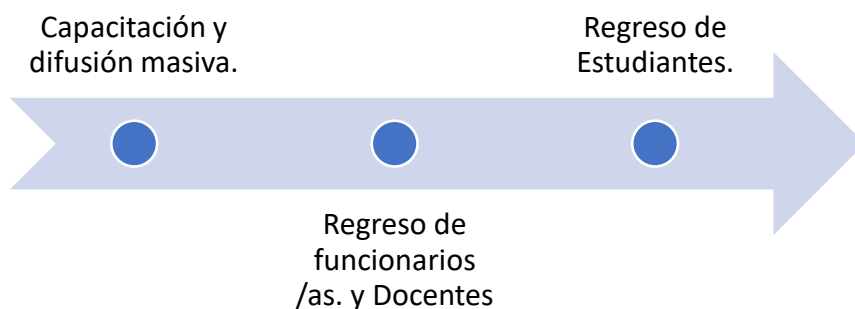 Capacitación y
difusión masiva.
Regreso de
funcionarios
/as. y Docentes
Regreso de
Estudiantes.